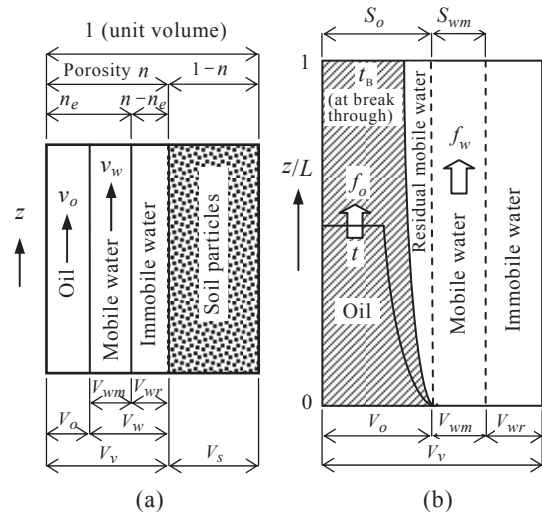 1 (unit volume)
Porosity n
1−n
n_e
n−n_e
v_o
v_w
z
Oil
Mobile water
Immobile water
Soil particles
V_wm
V_wr
V_o
V_w
V_v
V_s
(a)
S_o
S_wm
1
t_B
(at break
through)
z/L
f_o
t
Oil
Residual mobile water
f_w
Mobile water
Immobile water
0
V_o
V_wm
V_wr
V_v
(b)